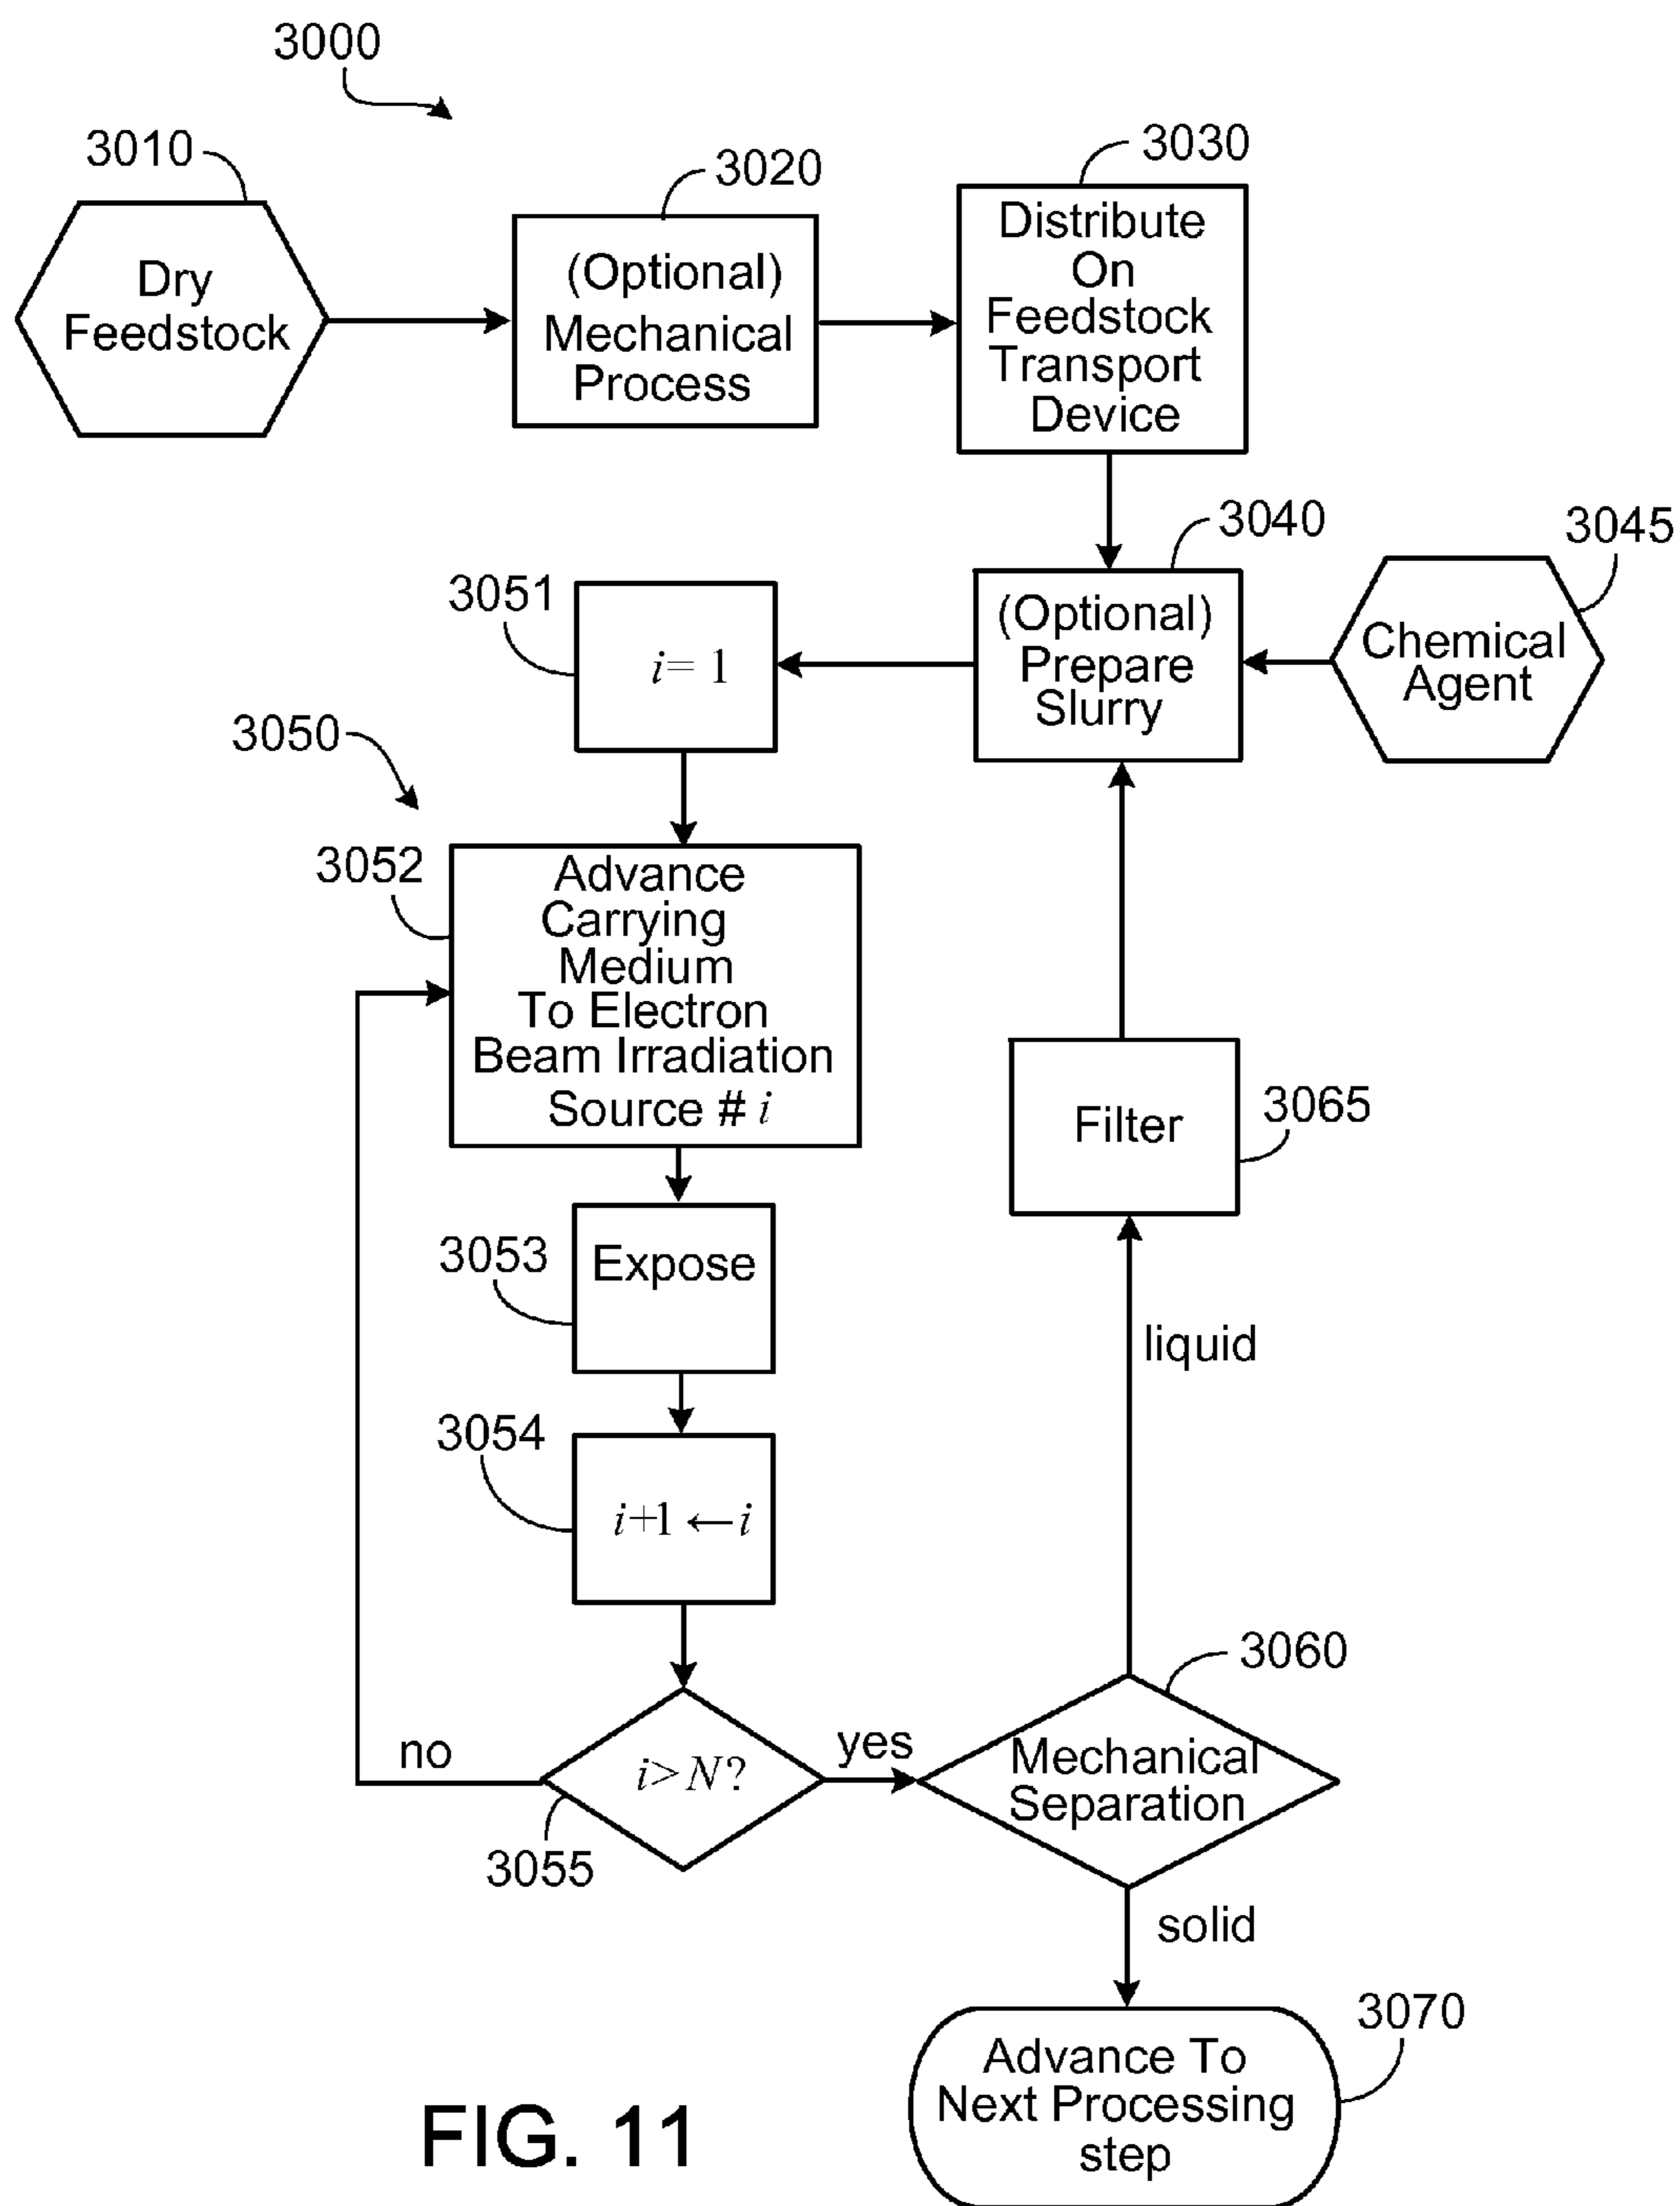 3000
3010
3020
3030
Dry
Feedstock
(Optional)
Mechanical
Process
Distribute
On
Feedstock
Transport
Device
3040
3045
3051
i= 1
(Optional)
Prepare
Slurry
Chemical
Agent
3050
3052
Advance
Carrying
Medium
To Electron
Beam Irradiation
Source # i
Filter
3065
3053
Expose
liquid
3054
i+1 ←i
3060
no
i>N?
yes
Mechanical
Separation
3055
solid
3070
Advance To
Next Processing
step
FIG. 11